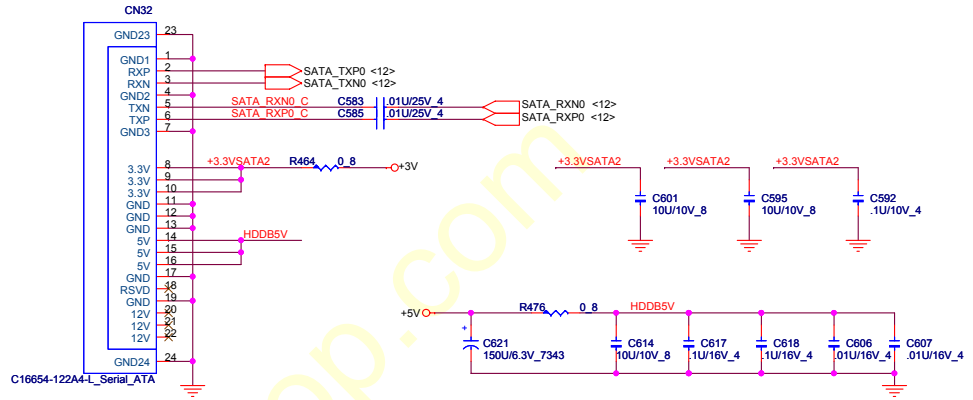 CN32
GND23 23
GND1 1
RXP 2 SATA_TXP0 <12>
RXN 3 SATA_TXN0 <12>
GND2 4
TXN 5 SATA_RXN0_C C583 .01U/25V_4 SATA_RXN0 <12>
TXP 6 SATA_RXP0_C C585 .01U/25V_4 SATA_RXP0 <12>
GND3 7
3.3V 8 +3.3VSATA2 R464 0_8 +3V
3.3V 9
3.3V 10
GND 11
GND 12
GND 13
5V 14 HDDB5V
5V 15
5V 16
GND 17
RSVD 18
GND 19
12V 20
12V 21
12V 22
GND24 24
C16654-122A4-L_Serial_ATA
+3.3VSATA2 +3.3VSATA2 +3.3VSATA2
C601 C595 C592
10U/10V_8 10U/10V_8 .1U/10V_4
+5V R476 0_8 HDDB5V
+
C621 C614 C617 C618 C606 C607
150U/6.3V_7343 10U/10V_8 .1U/16V_4 .1U/16V_4 .01U/16V_4 .01U/16V_4
mp.com